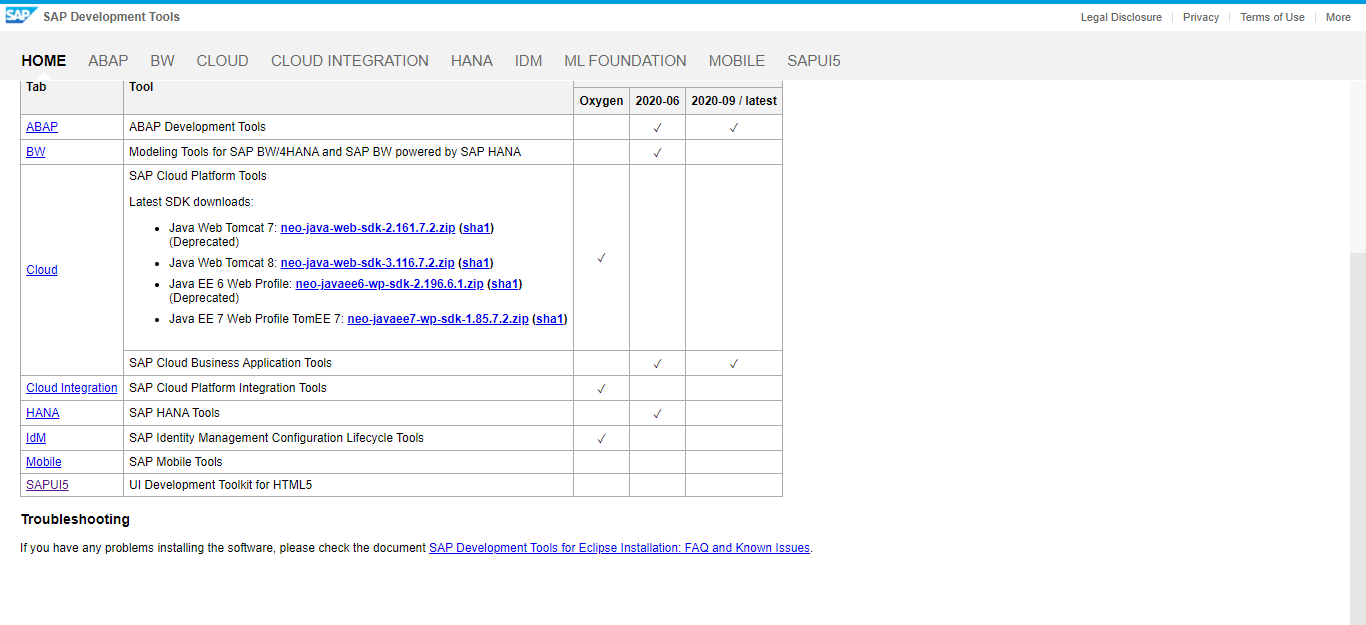 SAP SAP Development Tools
Legal Disclosure Privacy Terms of Use More
HOME ABAP BW CLOUD CLOUD INTEGRATION HANA IDM ML FOUNDATION MOBILE SAPUI5
Tab Tool
Oxygen 2020-06 2020-09 / latest
ABAP ABAP Development Tools ✓ ✓
BW Modeling Tools for SAP BW/4HANA and SAP BW powered by SAP HANA ✓
Cloud
SAP Cloud Platform Tools
Latest SDK downloads:
• Java Web Tomcat 7: neo-java-web-sdk-2.161.7.2.zip (sha1)
(Deprecated)
• Java Web Tomcat 8: neo-java-web-sdk-3.116.7.2.zip (sha1)
• Java EE 6 Web Profile: neo-javaee6-wp-sdk-2.196.6.1.zip (sha1)
(Deprecated)
• Java EE 7 Web Profile TomEE 7: neo-javaee7-wp-sdk-1.85.7.2.zip (sha1)
✓
SAP Cloud Business Application Tools ✓ ✓
Cloud Integration SAP Cloud Platform Integration Tools ✓
HANA SAP HANA Tools ✓
IdM SAP Identity Management Configuration Lifecycle Tools ✓
Mobile SAP Mobile Tools
SAPUI5 UI Development Toolkit for HTML5
Troubleshooting
If you have any problems installing the software, please check the document SAP Development Tools for Eclipse Installation: FAQ and Known Issues.